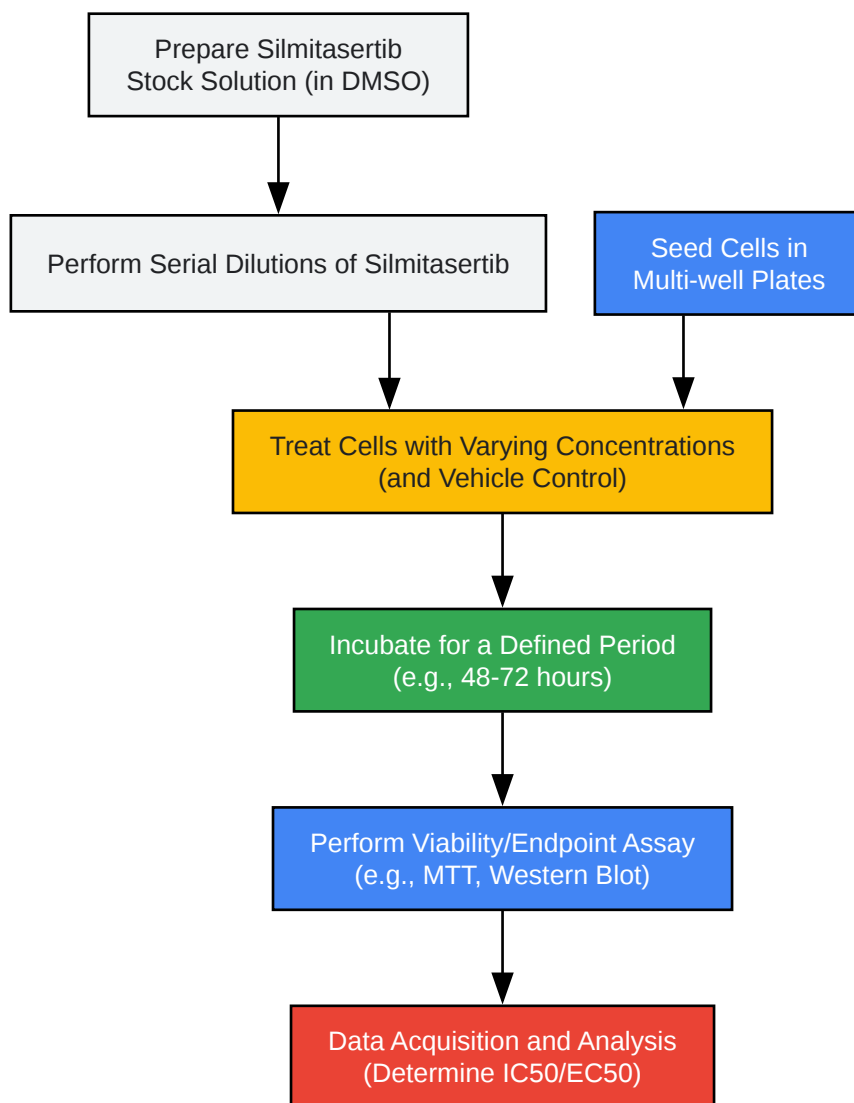 Prepare Silmitasertib
Stock Solution (in DMSO)
Perform Serial Dilutions of Silmitasertib
Seed Cells in
Multi-well Plates
Treat Cells with Varying Concentrations
(and Vehicle Control)
Incubate for a Defined Period
(e.g., 48-72 hours)
Perform Viability/Endpoint Assay
(e.g., MTT, Western Blot)
Data Acquisition and Analysis
(Determine IC50/EC50)